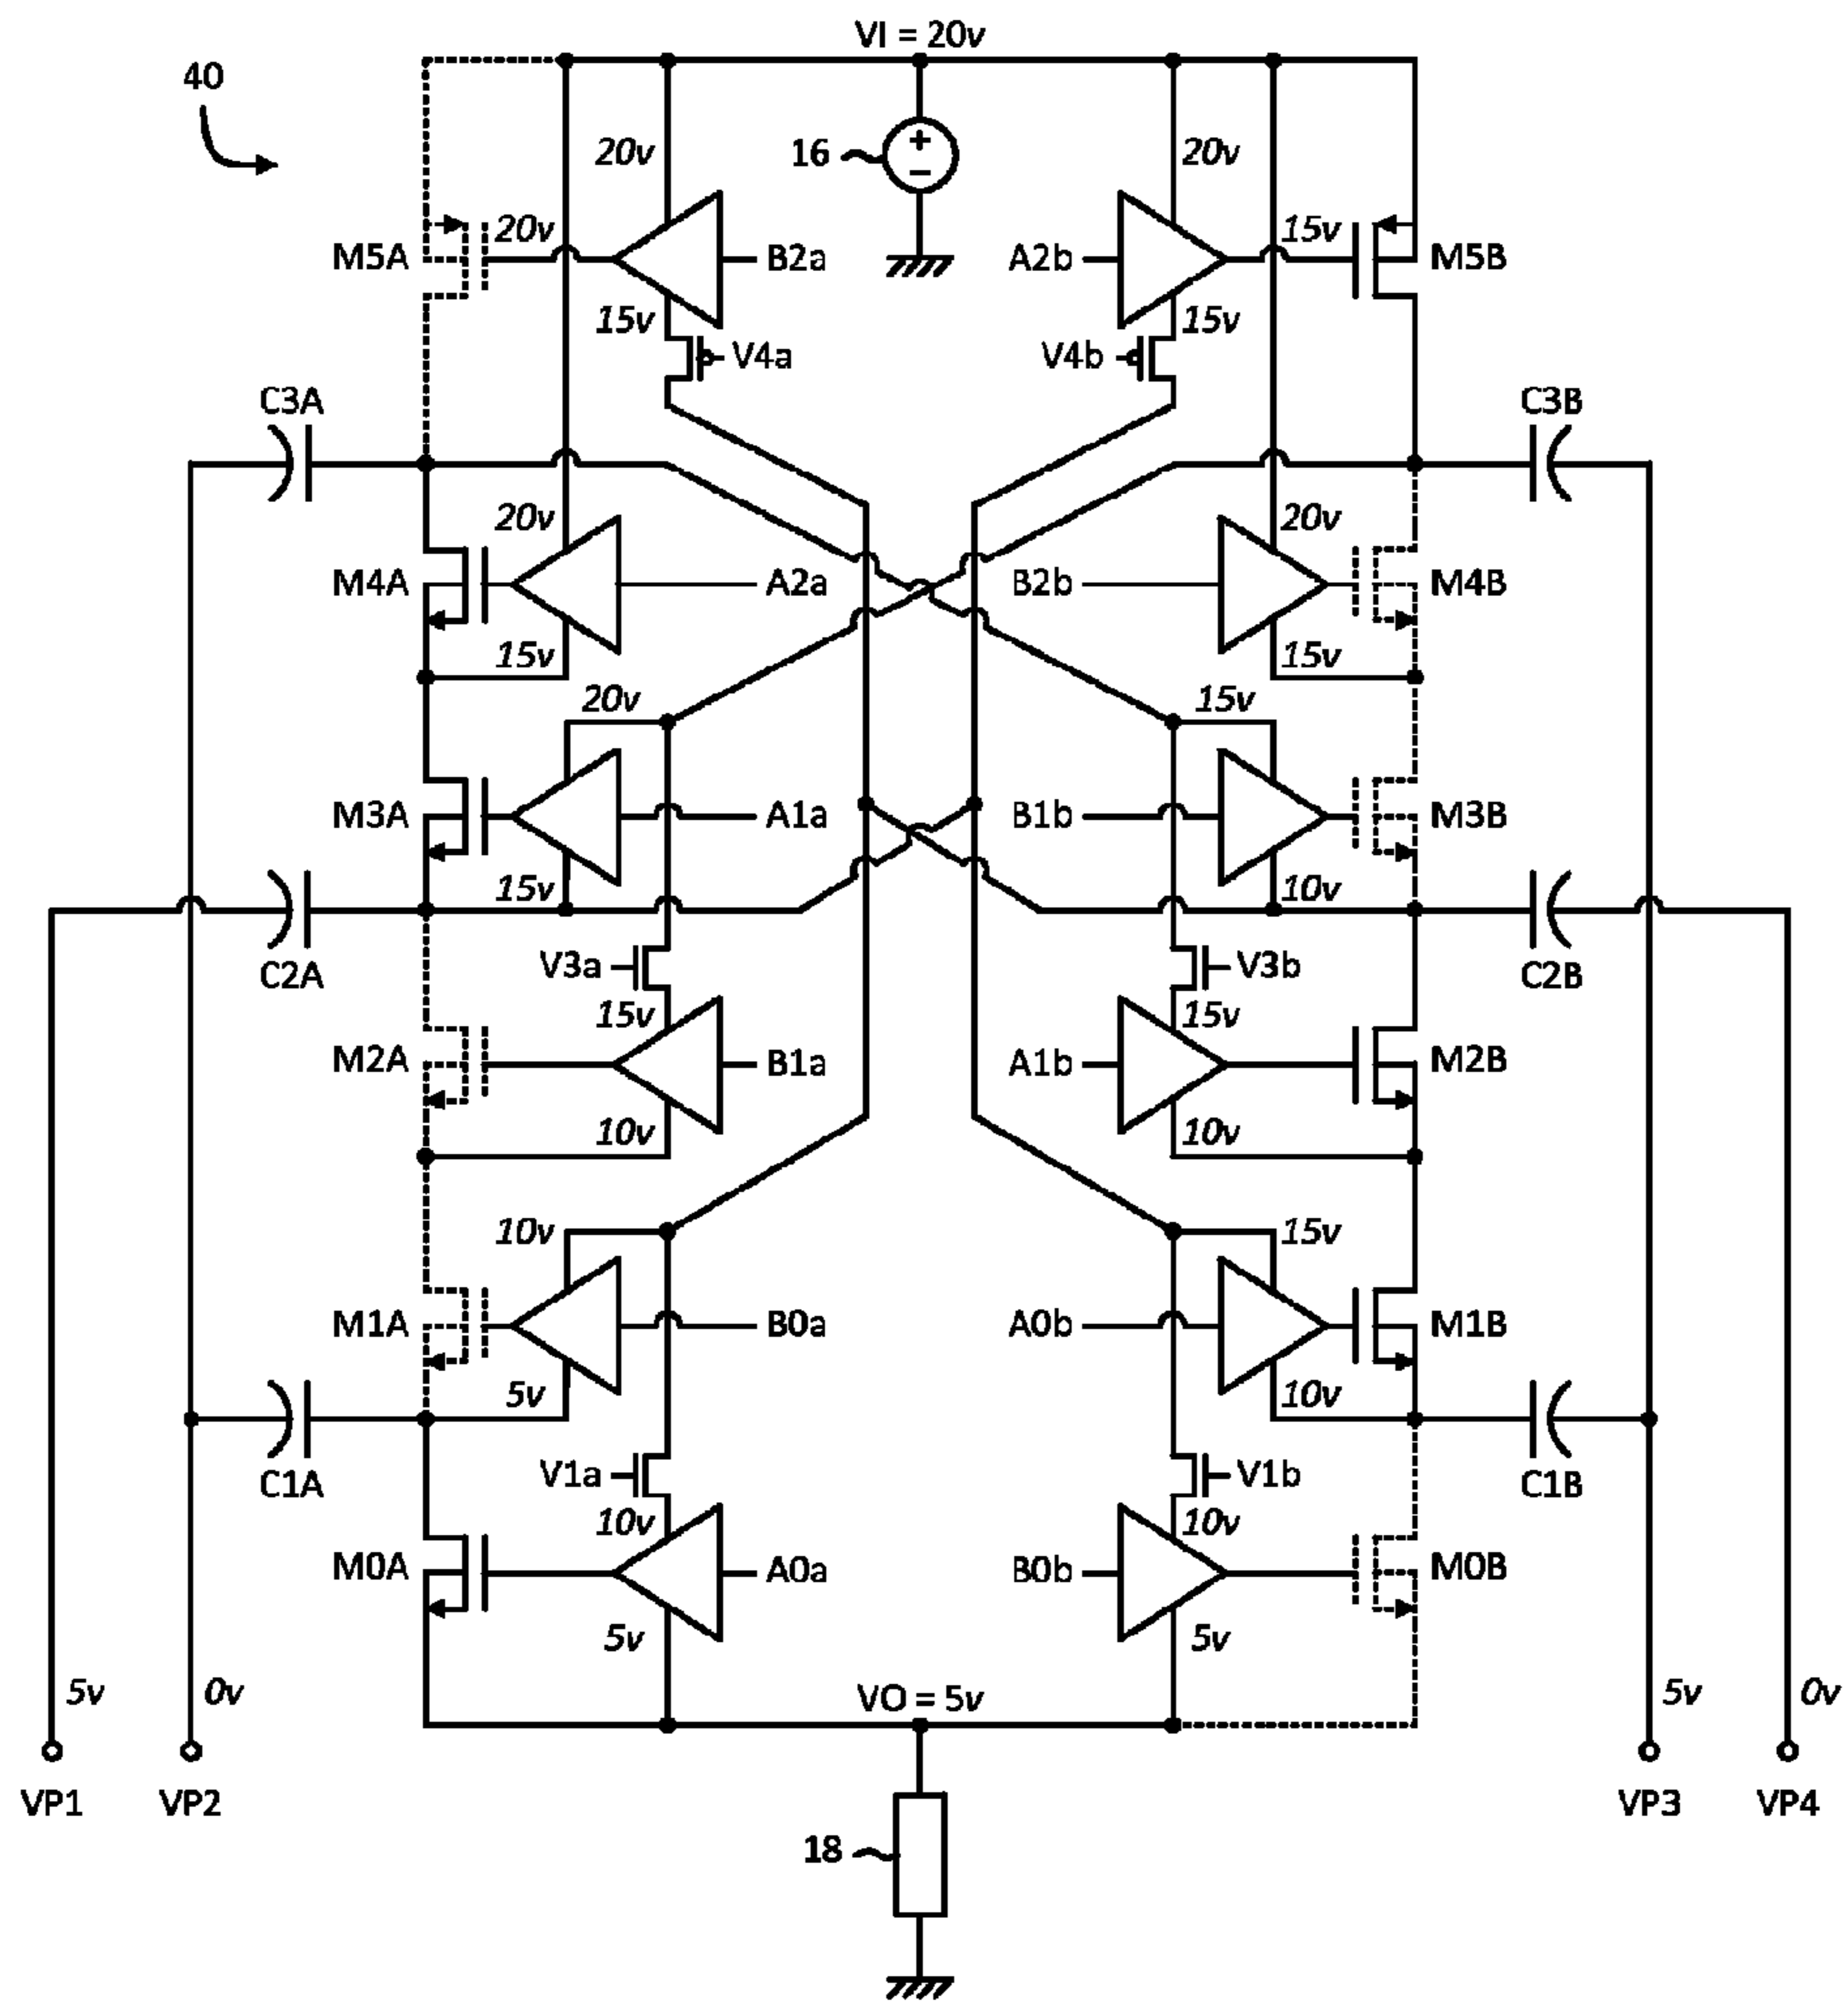 VI = 20v
40
20v
16
20v
M5A
20v
B2a
A2b
15v
M5B
15v
V4a
V4b
15v
C3A
C3B
20v
20v
M4A
A2a
B2b
M4B
15v
15v
20v
15v
M3A
A1a
B1b
M3B
15v
10v
C2A
V3a
V3b
C2B
15v
15v
M2A
B1a
A1b
M2B
10v
10v
10v
15v
M1A
B0a
A0b
M1B
5v
10v
C1A
V1a
V1b
C1B
10v
10v
M0A
A0a
B0b
M0B
5v
5v
5v
0v
VO = 5v
5v
0v
VP1
VP2
VP3
VP4
18